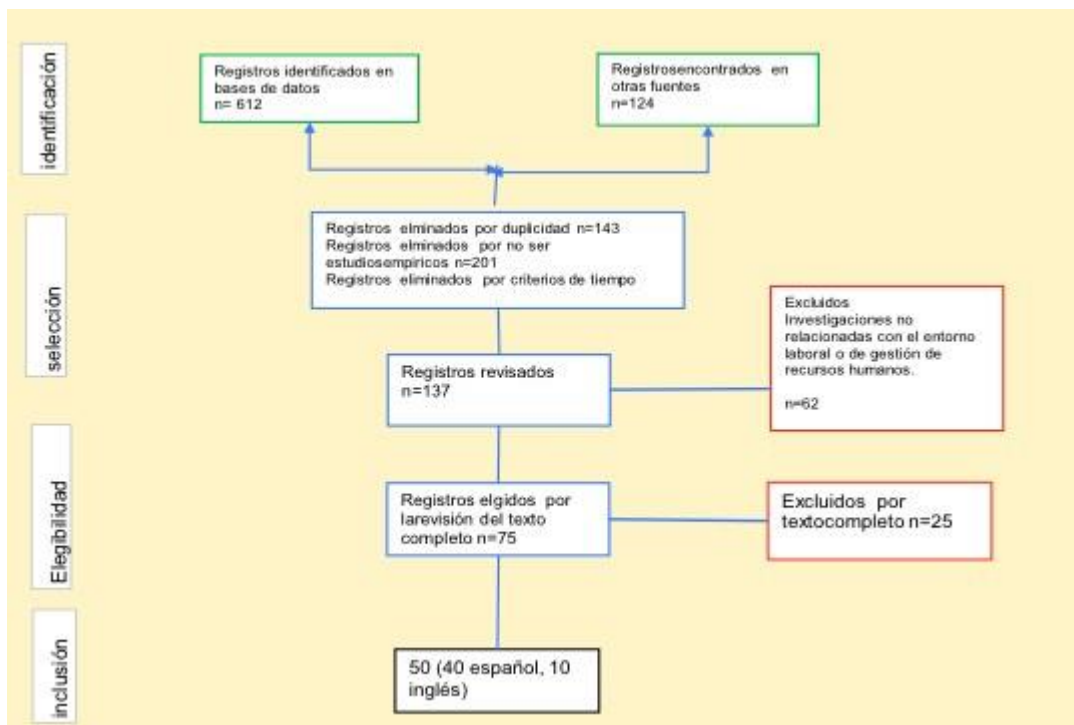 identificación
Registros identificados en
bases de datos
n= 612
Registrosencontrados en
otras fuentes
n=124
selección
Registros elminados por duplicidad n=143
Registros elminados por no ser
estudiosempiricos n=201
Registros eliminados por criterios de tiempo
Registros revisados
n=137
Excluidos
Investigaciones no
relacionadas con el entorno
laboral o de gestión de
recursos humanos.
n=62
Elegibilidad
Registros elgidos por
larevisión del texto
completo n=75
Excluidos por
textocompleto n=25
inclusión
50 (40 español, 10
inglés)